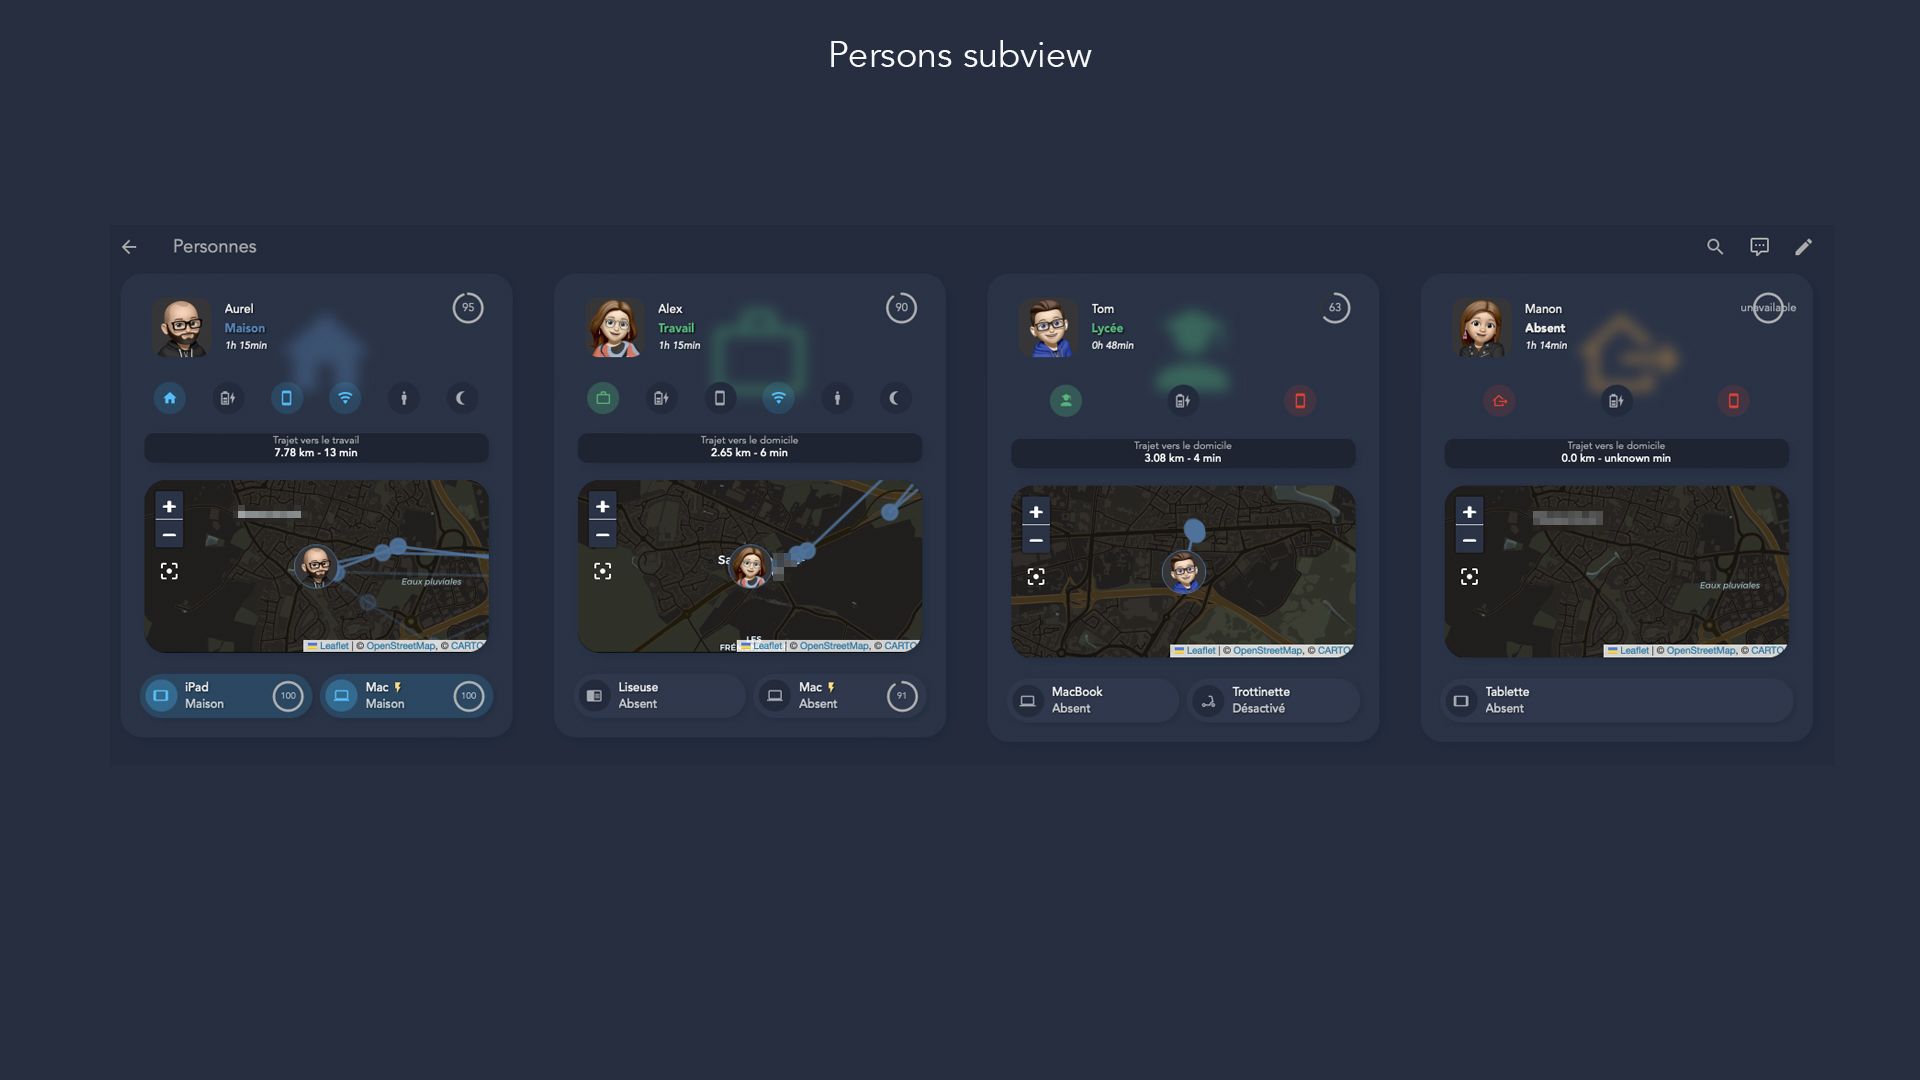 Persons subview
Personnes
Aurel
Maison
1h 15min
95
Trajet vers le travail
7.78 km - 13 min
+
−
Eaux pluviales
Leaflet | © OpenStreetMap, © CARTO
iPad
Maison
100
Mac
Maison
100
Alex
Travail
1h 15min
90
Trajet vers le domicile
2.65 km - 6 min
+
−
LES
FRÉ
Leaflet | © OpenStreetMap, © CARTO
Liseuse
Absent
Mac
Absent
91
Tom
Lycée
0h 48min
63
Trajet vers le domicile
3.08 km - 4 min
+
−
Leaflet | © OpenStreetMap, © CARTO
MacBook
Absent
Trottinette
Désactivé
Manon
Absent
1h 14min
unavailable
Trajet vers le domicile
0.0 km - unknown min
+
−
Eaux pluviales
Leaflet | © OpenStreetMap, © CARTO
Tablette
Absent